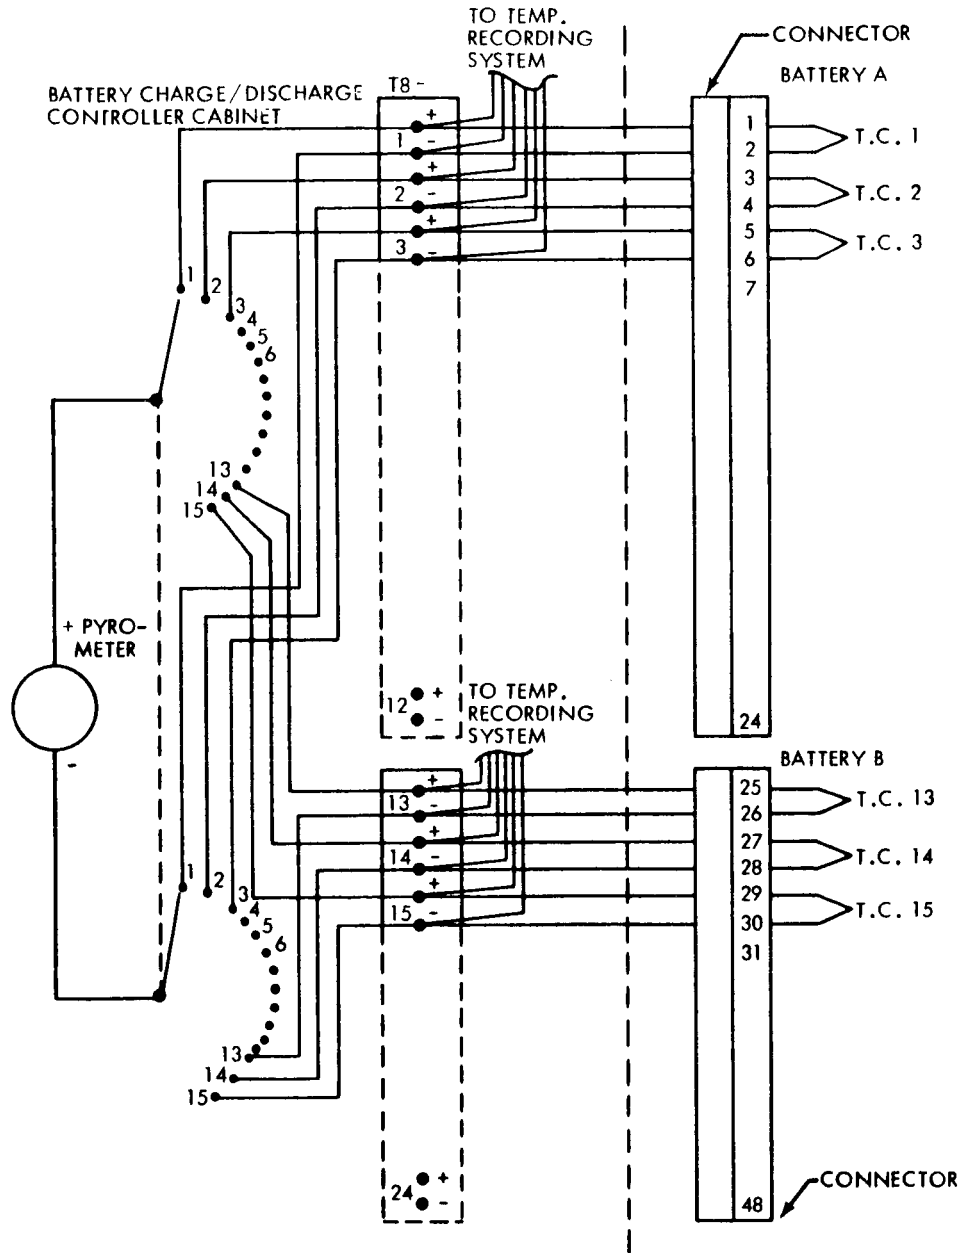 TO TEMP.
RECORDING
SYSTEM
CONNECTOR
BATTERY A
T8 -
BATTERY CHARGE/DISCHARGE
CONTROLLER CABINET
+
1
-
+
2
-
+
3
-
1
2
3
4
5
6
7
T.C. 1
T.C. 2
T.C. 3
1
2
3
4
5
6
13
14
15
+ PYRO-
METER
-
12
+
-
24
TO TEMP.
RECORDING
SYSTEM
BATTERY B
+
13
-
+
14
-
+
15
-
25
26
27
28
29
30
31
T.C. 13
T.C. 14
T.C. 15
1
2
3
4
5
6
13
14
15
24
+
-
48
CONNECTOR